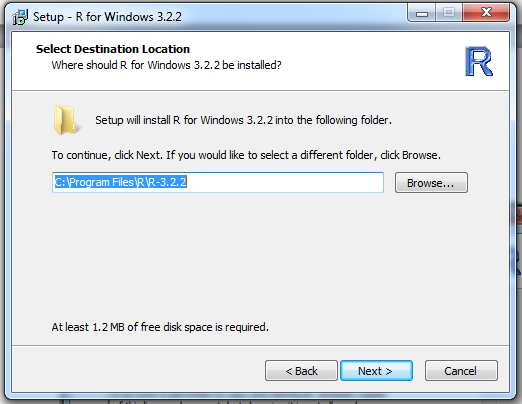 Setup - R for Windows 3.2.2
Select Destination Location
Where should R for Windows 3.2.2 be installed?
R
Setup will install R for Windows 3.2.2 into the following folder.
To continue, click Next. If you would like to select a different folder, click Browse.
C:\Program Files\R\R-3.2.2
Browse...
At least 1.2 MB of free disk space is required.
< Back
Next >
Cancel